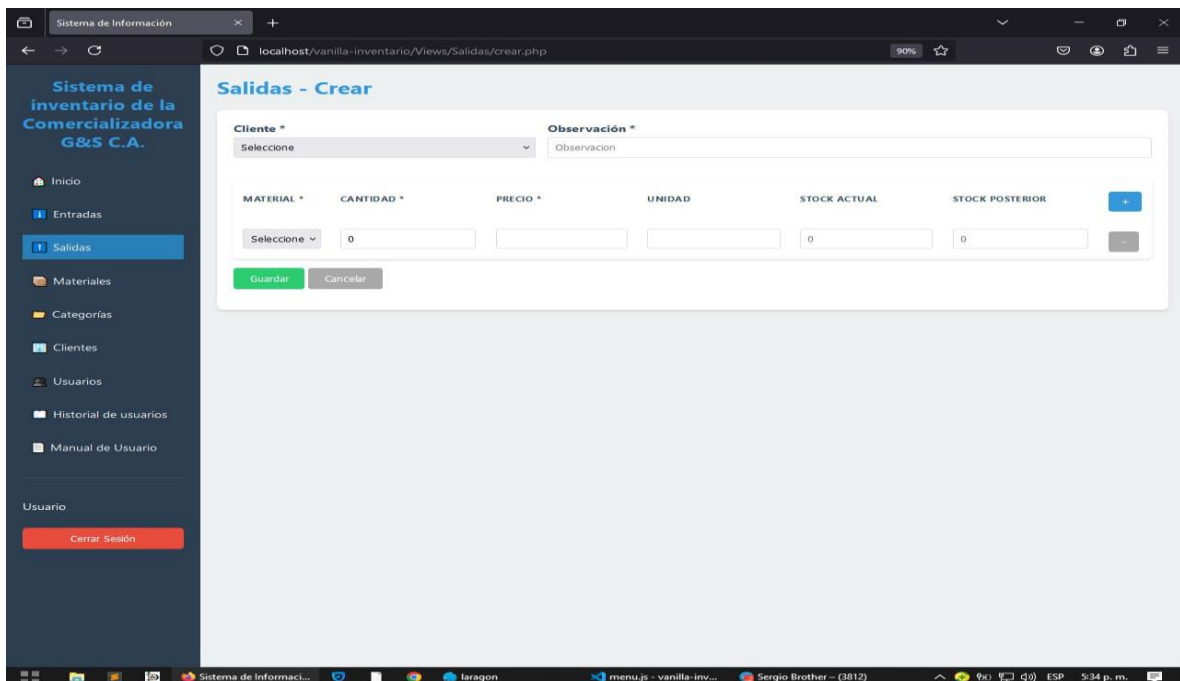 Sistema de Información
localhost/vanilla-inventario/Views/Salidas/crear.php
90%
Sistema de
inventario de la
Comercializadora
G&S C.A.
Inicio
Entradas
Salidas
Materiales
Categorías
Clientes
Usuarios
Historial de usuarios
Manual de Usuario
Usuario
Cerrar Sesión
Salidas - Crear
Cliente * Observación *
Seleccione Observacion
MATERIAL * CANTIDAD * PRECIO * UNIDAD STOCK ACTUAL STOCK POSTERIOR +
Seleccione 0 0 0 -
Guardar Cancelar
Sistema de Informaci... laragon menu.js - vanilla-inv... Sergio Brother – (3812) ESP 5:34 p. m.